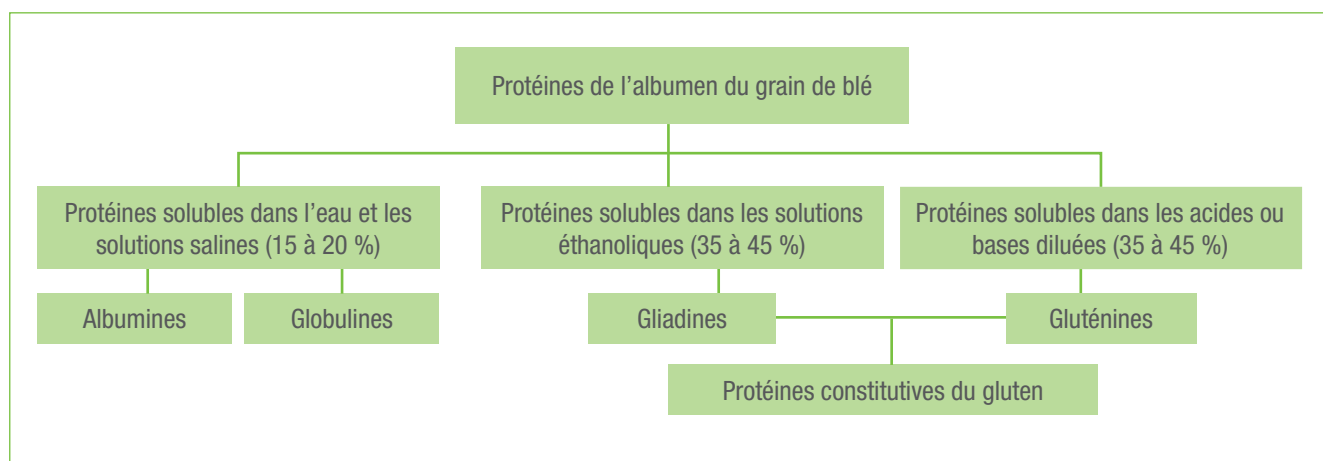 Protéines de l’albumen du grain de blé
Protéines solubles dans l’eau et les
solutions salines (15 à 20 %)
Protéines solubles dans les solutions
éthanoliques (35 à 45 %)
Protéines solubles dans les acides ou
bases diluées (35 à 45 %)
Albumines
Globulines
Gliadines
Gluténines
Protéines constitutives du gluten